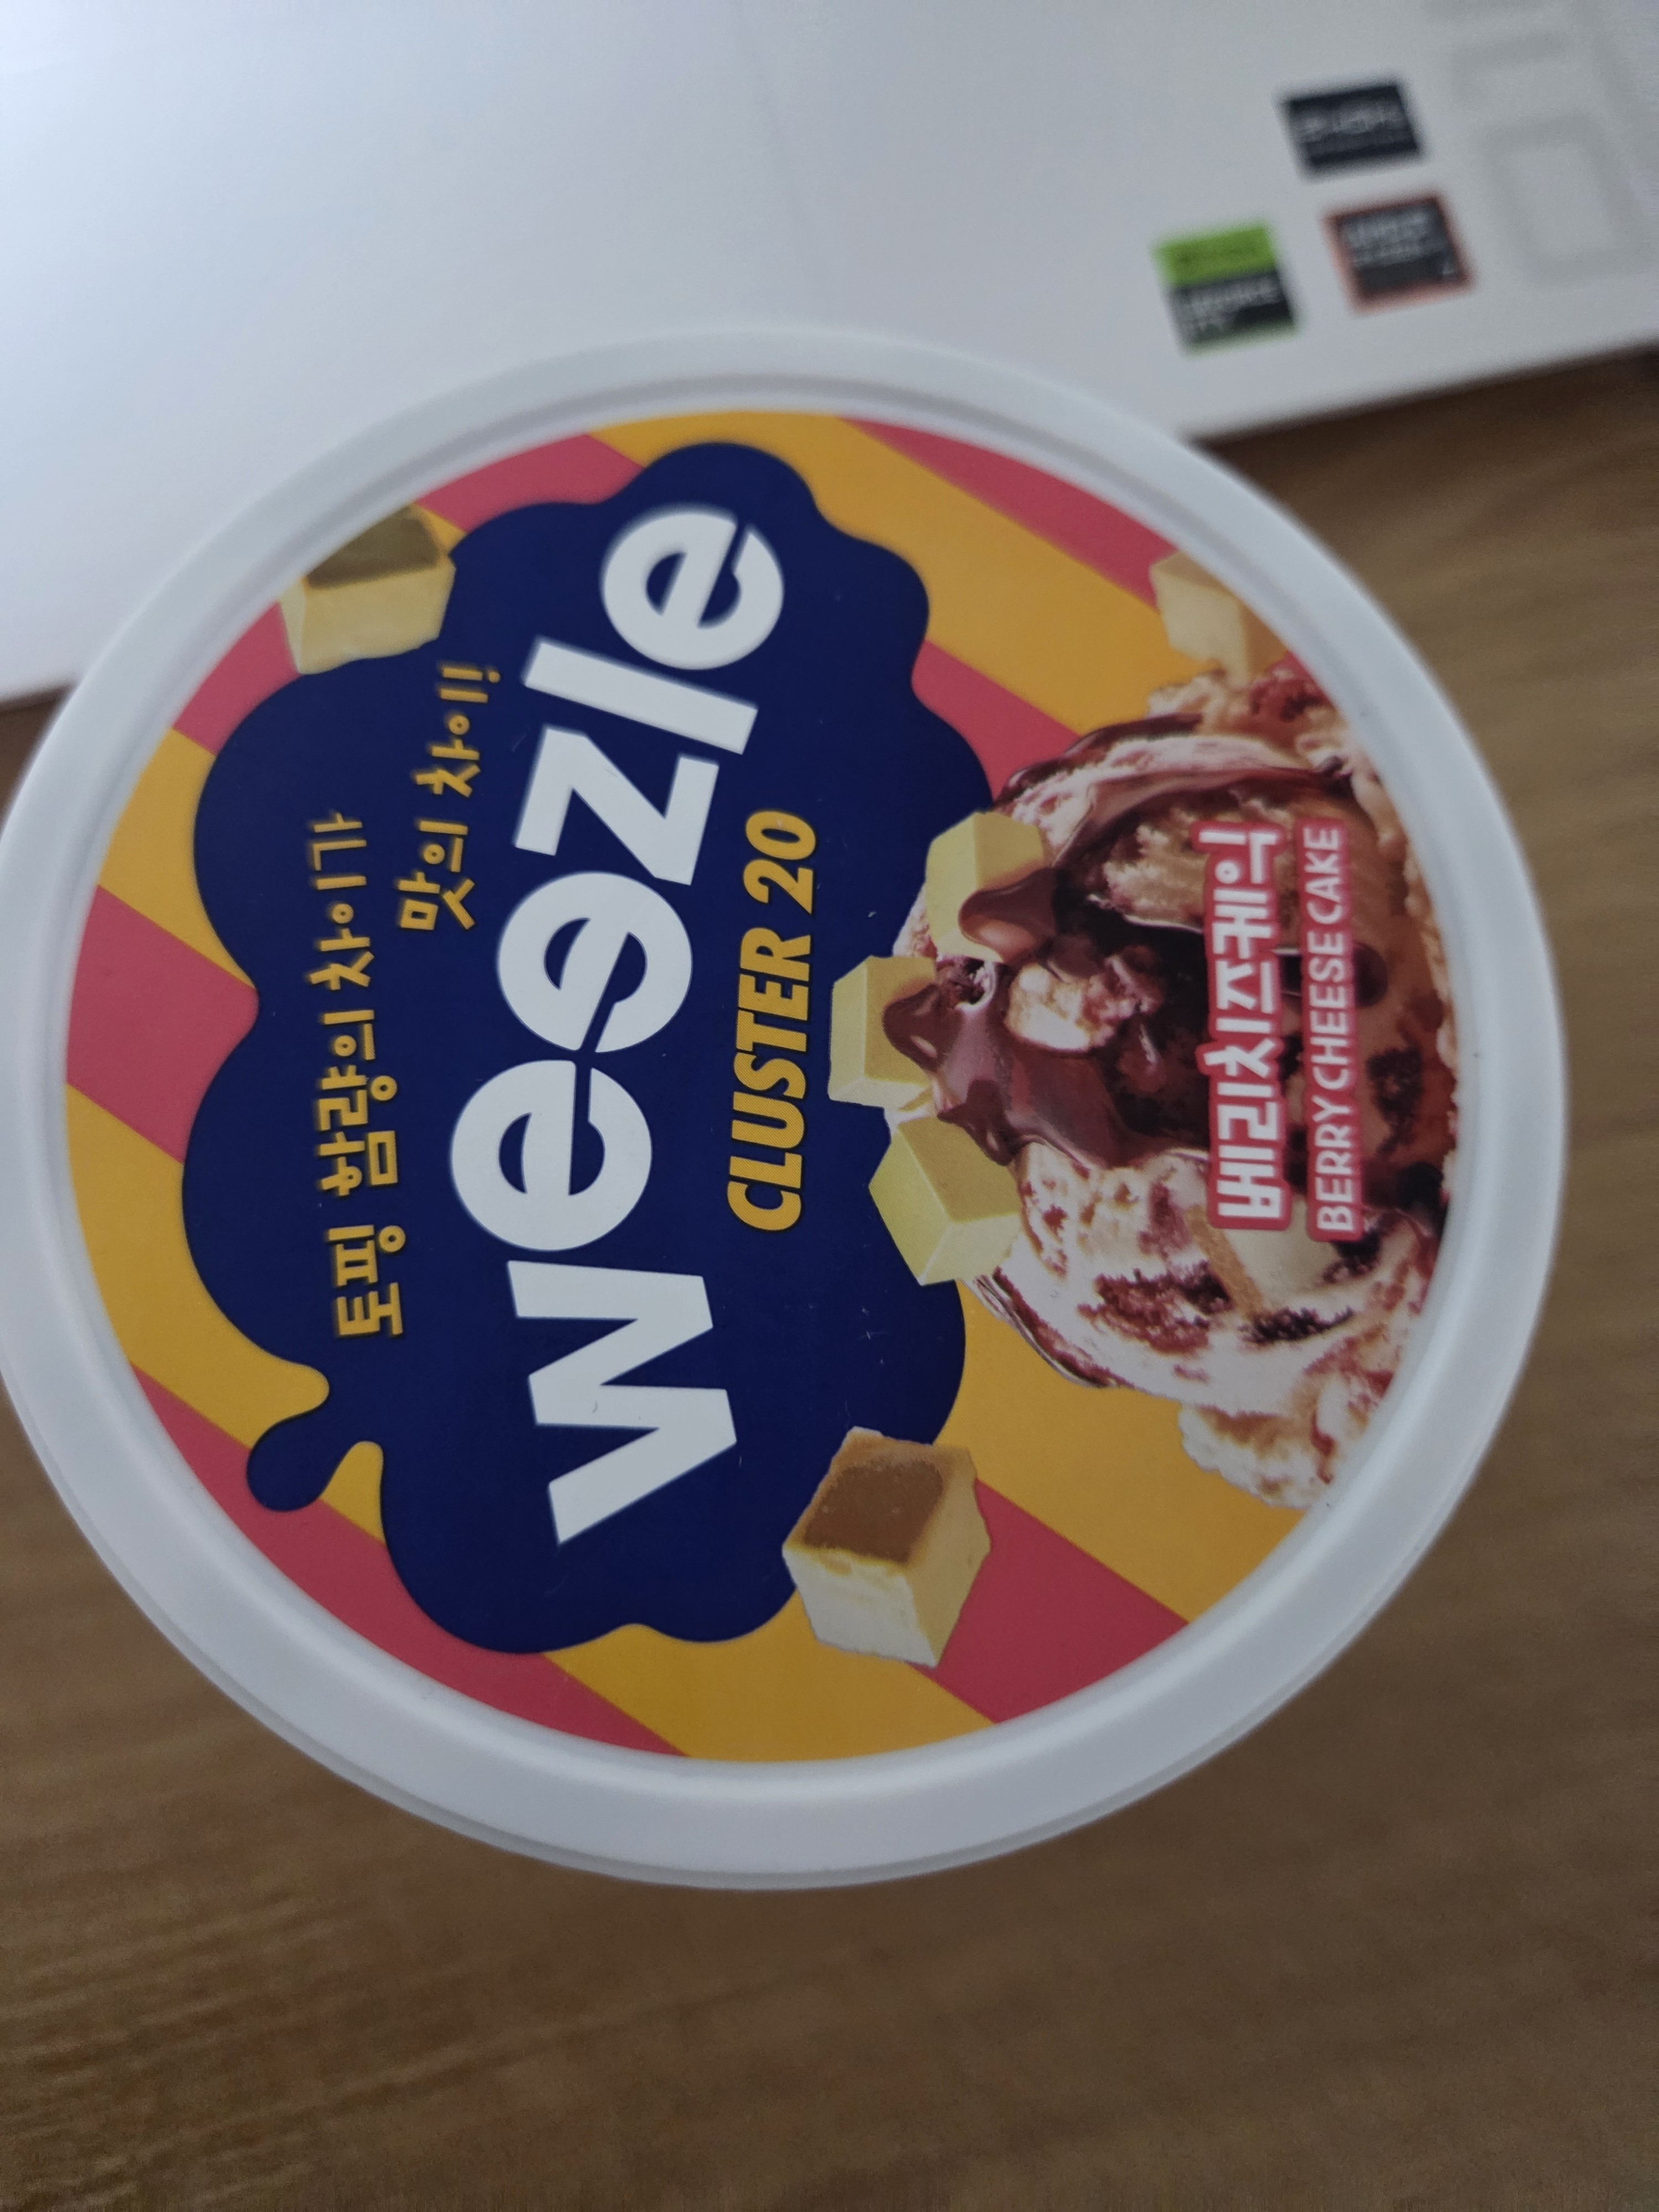 토핑 함량의 차이가
맛의 차이!!
weezle
CLUSTER 20
버리치즈케익
BERRY CHEESE CAKE